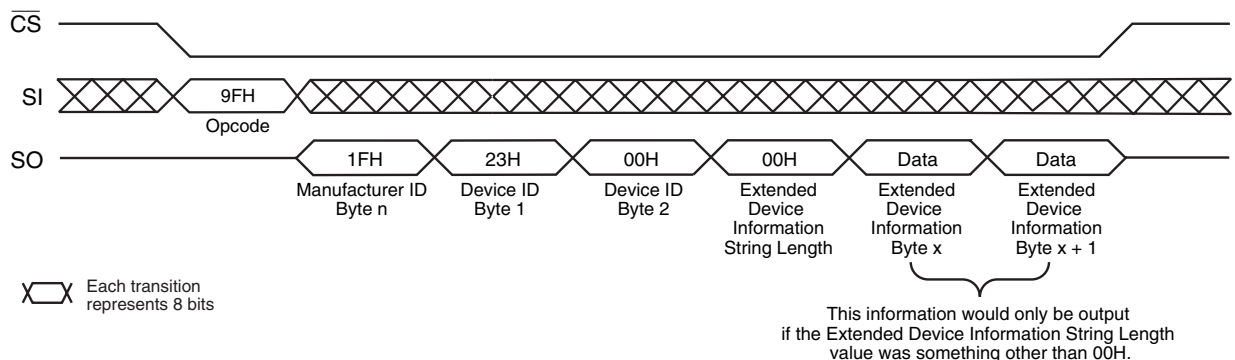 CS
SI
9FH
Opcode
SO
1FH
23H
00H
00H
Data
Data
Manufacturer ID
Byte n
Device ID
Byte 1
Device ID
Byte 2
Extended
Device
Information
String Length
Extended
Device
Information
Byte x
Extended
Device
Information
Byte x + 1
Each transition
represents 8 bits
This information would only be output
if the Extended Device Information String Length
value was something other than 00H.